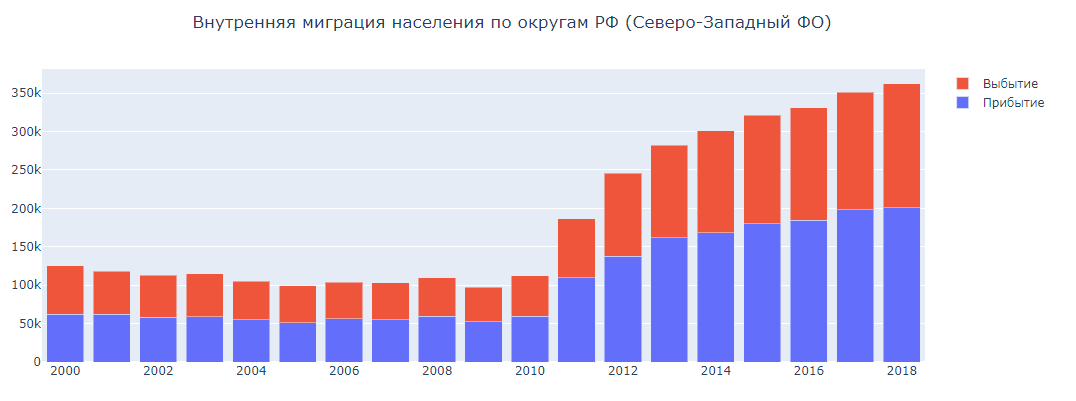 Внутренняя миграция населения по округам РФ (Северо-Западный ФО)
Выбытие
Прибытие
350k
300k
250k
200k
150k
100k
50k
0
2000 2002 2004 2006 2008 2010 2012 2014 2016 2018